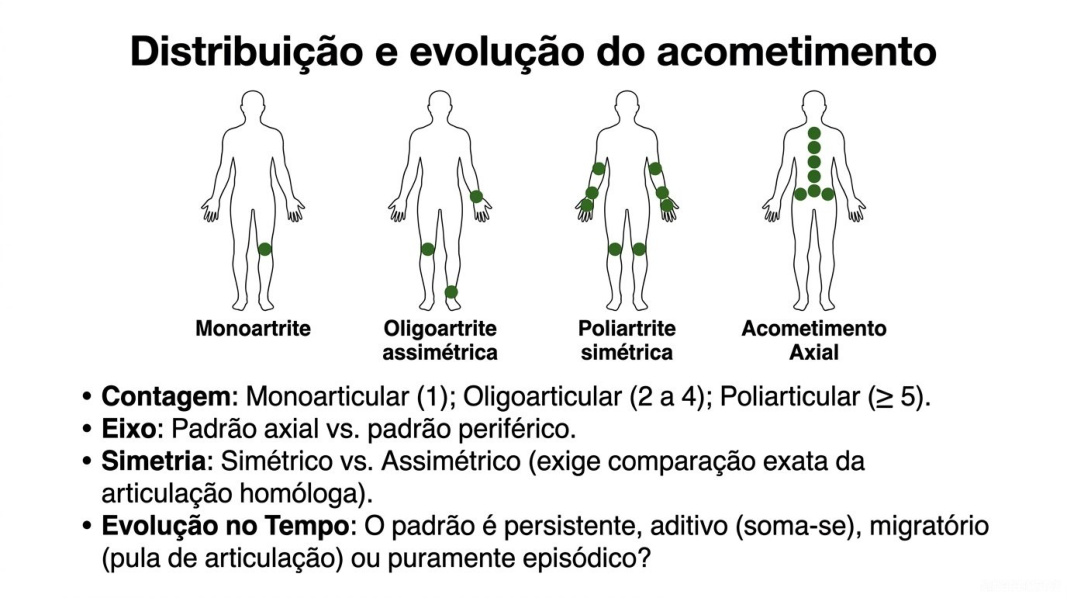 Distribuição e evolução do acometimento
Monoartrite
Oligoartrite
assimétrica
Poliartrite
simétrica
Acometimento
Axial
• Contagem: Monoarticular (1); Oligoarticular (2 a 4); Poliarticular (≥ 5).
• Eixo: Padrão axial vs. padrão periférico.
• Simetria: Simétrico vs. Assimétrico (exige comparação exata da
articulação homóloga).
• Evolução no Tempo: O padrão é persistente, aditivo (soma-se), migratório
(pula de articulação) ou puramente episódico?